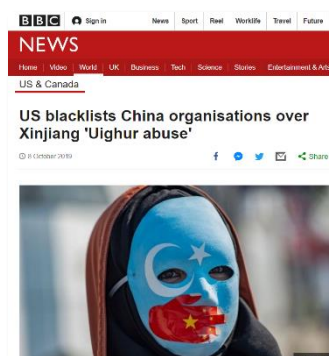 BBC Sign in News Sport Reel Worklife Travel Future
NEWS
Home Video World UK Business Tech Science Stories Entertainment & Arts
US & Canada
US blacklists China organisations over
Xinjiang 'Uighur abuse'
8 October 2019 Share